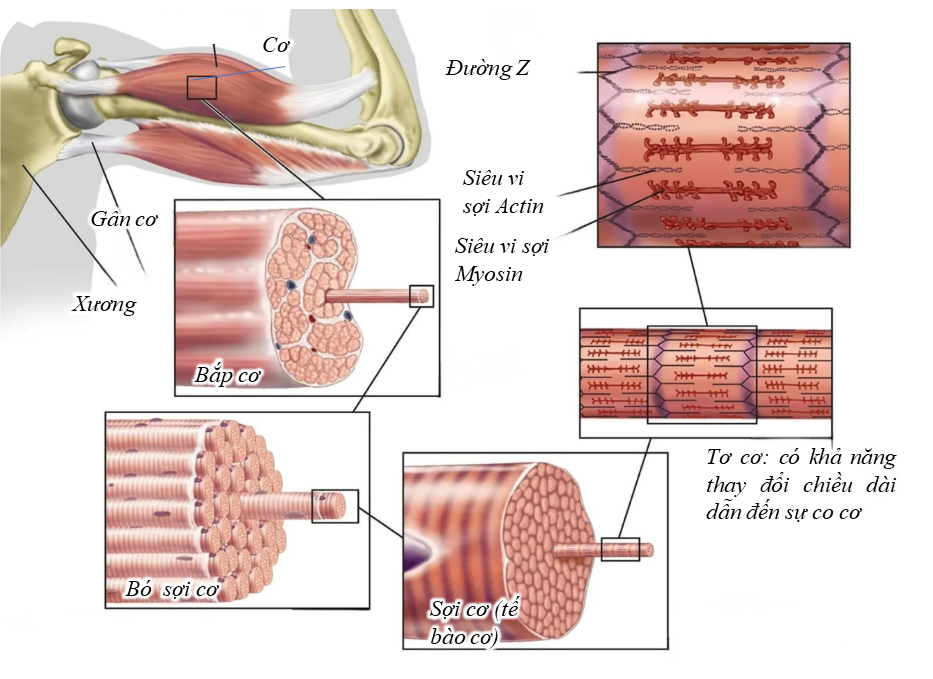 Cơ
Đường Z
Siêu vi
sợi Actin
Siêu vi sợi
Myosin
Gân cơ
Xương
Bắp cơ
Tơ cơ: có khả năng
thay đổi chiều dài
dẫn đến sự co cơ
Bó sợi cơ
Sợi cơ (tế
bào cơ)